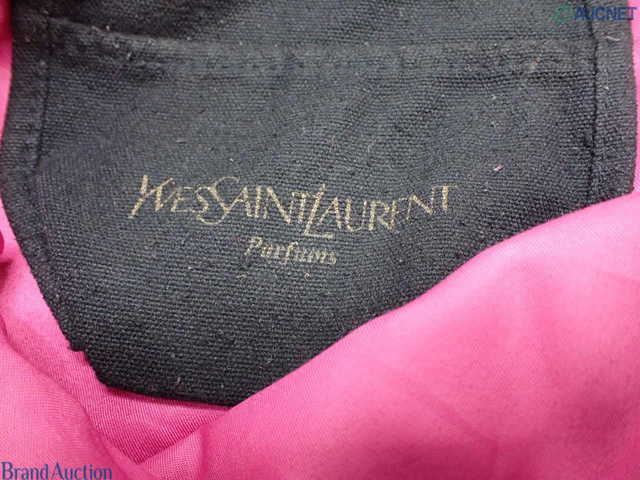 AUCNET
YVESSAINTLAURENT
Parfums
Brand Auction